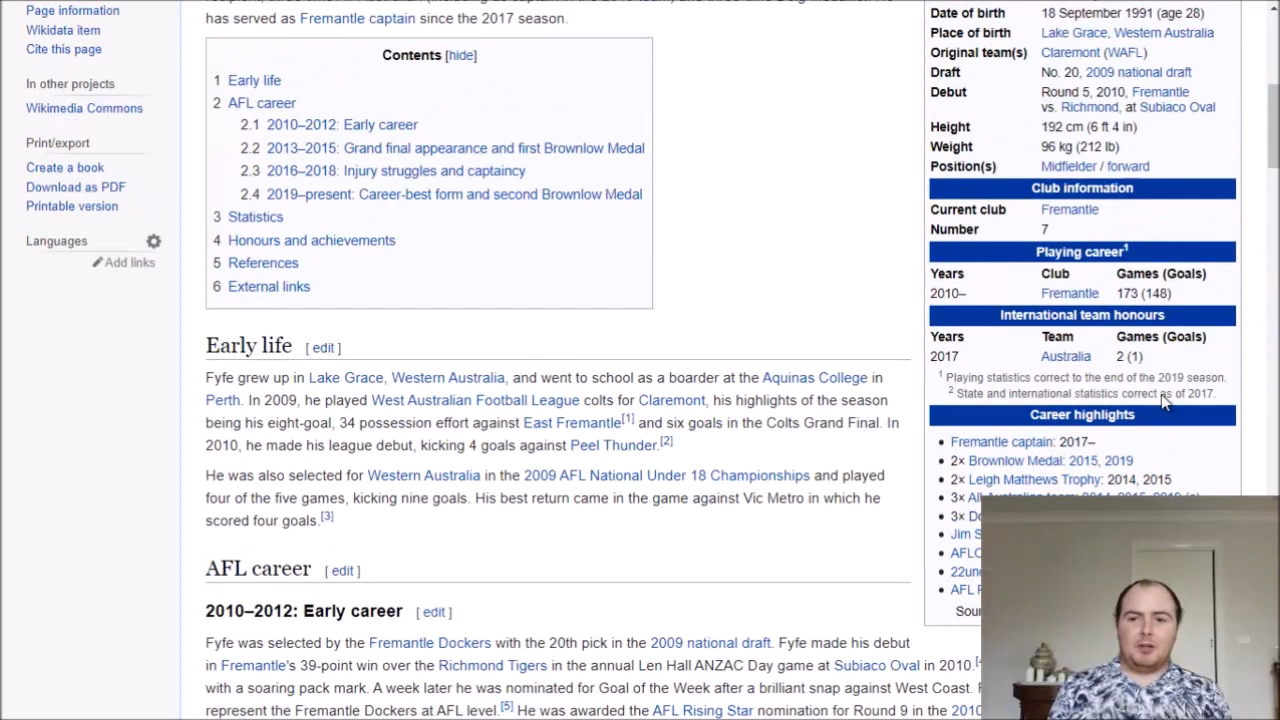 Page information
Wikidata item
Cite this page
In other projects
Wikimedia Commons
Print/export
Create a book
Download as PDF
Printable version
Languages
Add links
has served as Fremantle captain since the 2017 season.
Contents [hide]
1 Early life
2 AFL career
2.1 2010–2012: Early career
2.2 2013–2015: Grand final appearance and first Brownlow Medal
2.3 2016–2018: Injury struggles and captaincy
2.4 2019–present: Career-best form and second Brownlow Medal
3 Statistics
4 Honours and achievements
5 References
6 External links
Early life [ edit ]
Fyfe grew up in Lake Grace, Western Australia, and went to school as a boarder at the Aquinas College in
Perth. In 2009, he played West Australian Football League colts for Claremont, his highlights of the season
being his eight-goal, 34 possession effort against East Fremantle[1] and six goals in the Colts Grand Final. In
2010, he made his league debut, kicking 4 goals against Peel Thunder.[2]
He was also selected for Western Australia in the 2009 AFL National Under 18 Championships and played
four of the five games, kicking nine goals. His best return came in the game against Vic Metro in which he
scored four goals.[3]
AFL career [ edit ]
2010–2012: Early career [ edit ]
Fyfe was selected by the Fremantle Dockers with the 20th pick in the 2009 national draft. Fyfe made his debut
in Fremantle's 39-point win over the Richmond Tigers in the annual Len Hall ANZAC Day game at Subiaco Oval in 2010.
with a soaring pack mark. A week later he was nominated for Goal of the Week after a brilliant snap against West Coast.
represent the Fremantle Dockers at AFL level.[5] He was awarded the AFL Rising Star nomination for Round 9 in the 2010
Date of birth 18 September 1991 (age 28)
Place of birth Lake Grace, Western Australia
Original team(s) Claremont (WAFL)
Draft No. 20, 2009 national draft
Debut Round 5, 2010, Fremantle
vs. Richmond, at Subiaco Oval
Height 192 cm (6 ft 4 in)
Weight 96 kg (212 lb)
Position(s) Midfielder / forward
Club information
Current club Fremantle
Number 7
Playing career1
Years Club Games (Goals)
2010– Fremantle 173 (148)
International team honours
Years Team Games (Goals)
2017 Australia 2 (1)
1 Playing statistics correct to the end of the 2019 season.
2 State and international statistics correct as of 2017.
Career highlights
• Fremantle captain: 2017–
• 2× Brownlow Medal: 2015, 2019
• 2× Leigh Matthews Trophy: 2014, 2015
• 3×
• 3×
• Jim
•
•
• AFL